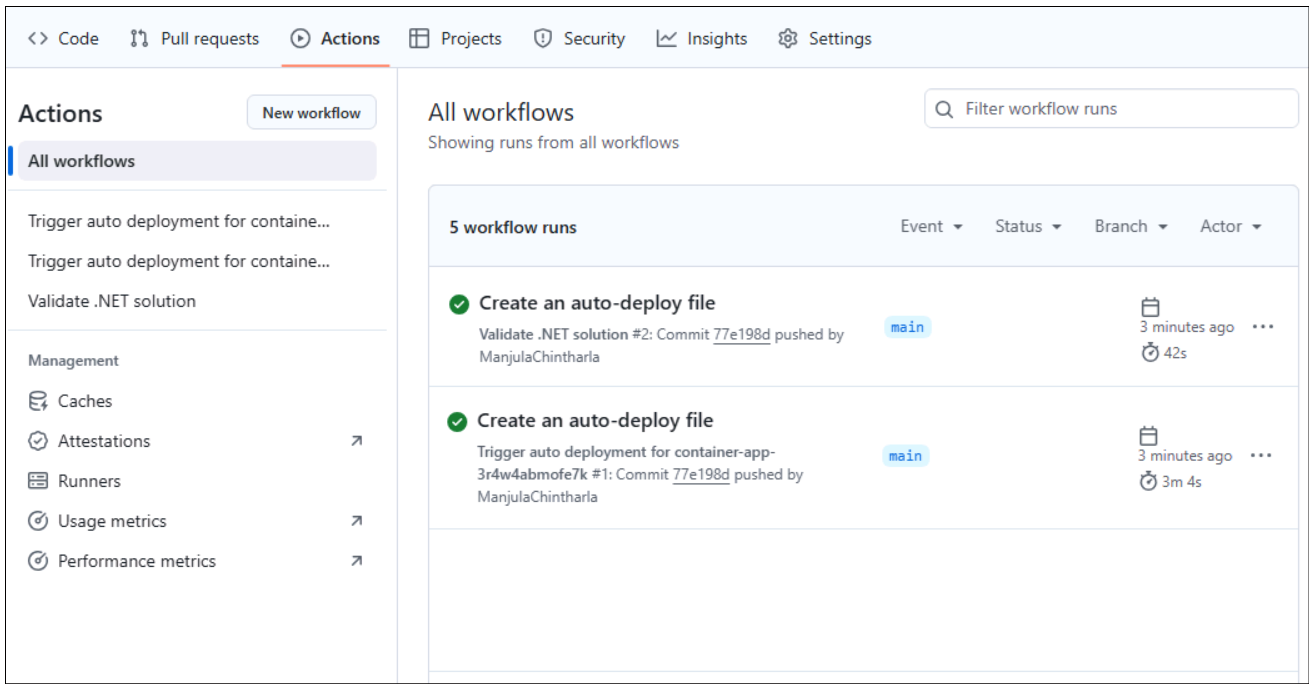 Code Pull requests Actions Projects Security Insights Settings
Actions
New workflow
All workflows
Trigger auto deployment for containe...
Trigger auto deployment for containe...
Validate .NET solution
Management
Caches
Attestations
Runners
Usage metrics
Performance metrics
All workflows
Showing runs from all workflows
Filter workflow runs
5 workflow runs
Event Status Branch Actor
Create an auto-deploy file
Validate .NET solution #2: Commit 77e198d pushed by
ManjulaChintharla
main
3 minutes ago
42s
Create an auto-deploy file
Trigger auto deployment for container-app-
3r4w4abmofe7k #1: Commit 77e198d pushed by
ManjulaChintharla
main
3 minutes ago
3m 4s